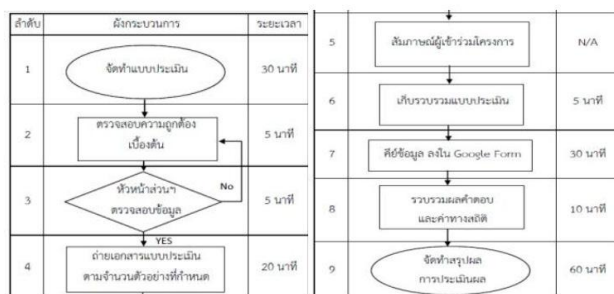 ลำดับ ผังกระบวนการ ระยะเวลา
1 จัดทำแบบประเมิน 30 นาที
2 ตรวจสอบความถูกต้อง
เบื้องต้น 5 นาที
3 หัวหน้าส่วนฯ
ตรวจสอบข้อมูล No 5 นาที
YES
4 ถ่ายเอกสารแบบประเมิน
ตามจำนวนตัวอย่างที่กำหนด 20 นาที
5 สัมภาษณ์ผู้เข้าร่วมโครงการ N/A
6 เก็บรวบรวมแบบประเมิน 5 นาที
7 คีย์ข้อมูล ลงใน Google Form 30 นาที
8 รวบรวมผลคำตอบ
และค่าทางสถิติ 10 นาที
9 จัดทำสรุปผล
การประเมินผล 60 นาที